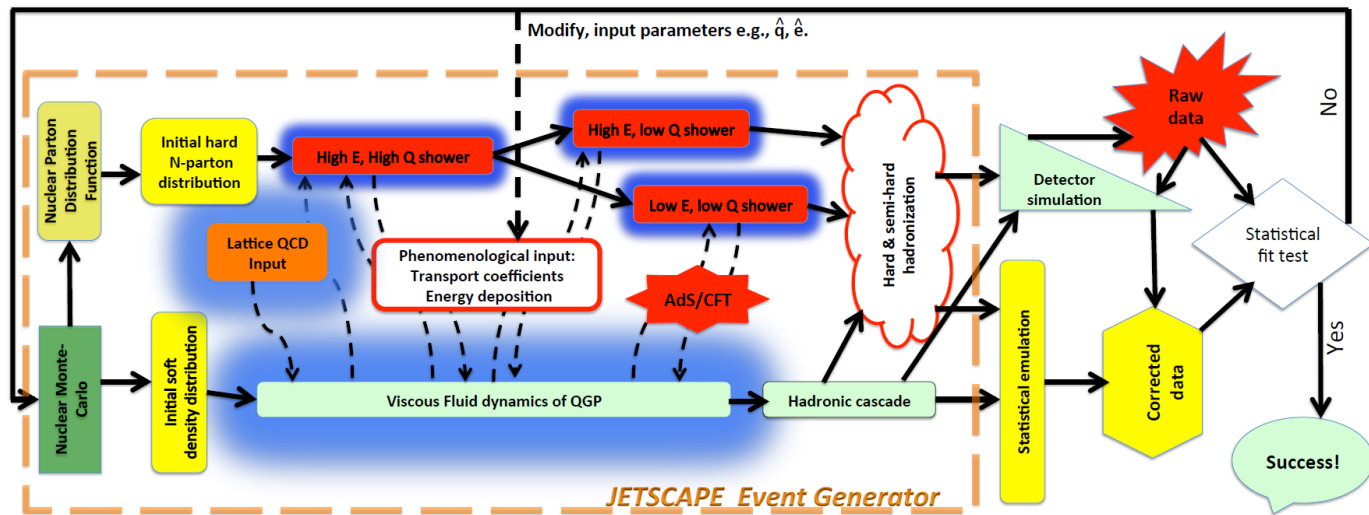 Modify, input parameters e.g., q̂, ê.
Nuclear Parton
Distribution
Function
Initial hard
N-parton
distribution
High E, High Q shower
High E, low Q shower
Low E, low Q shower
Hard & semi-hard
hadronization
Raw
data
No
Detector
simulation
Lattice QCD
Input
Phenomenological input:
Transport coefficients
Energy deposition
AdS/CFT
Statistical
fit test
Nuclear Monte-
Carlo
Initial soft
density distribution
Viscous Fluid dynamics of QGP
Hadronic cascade
Statistical emulation
Corrected
data
Yes
Success!
JETSCAPE Event Generator